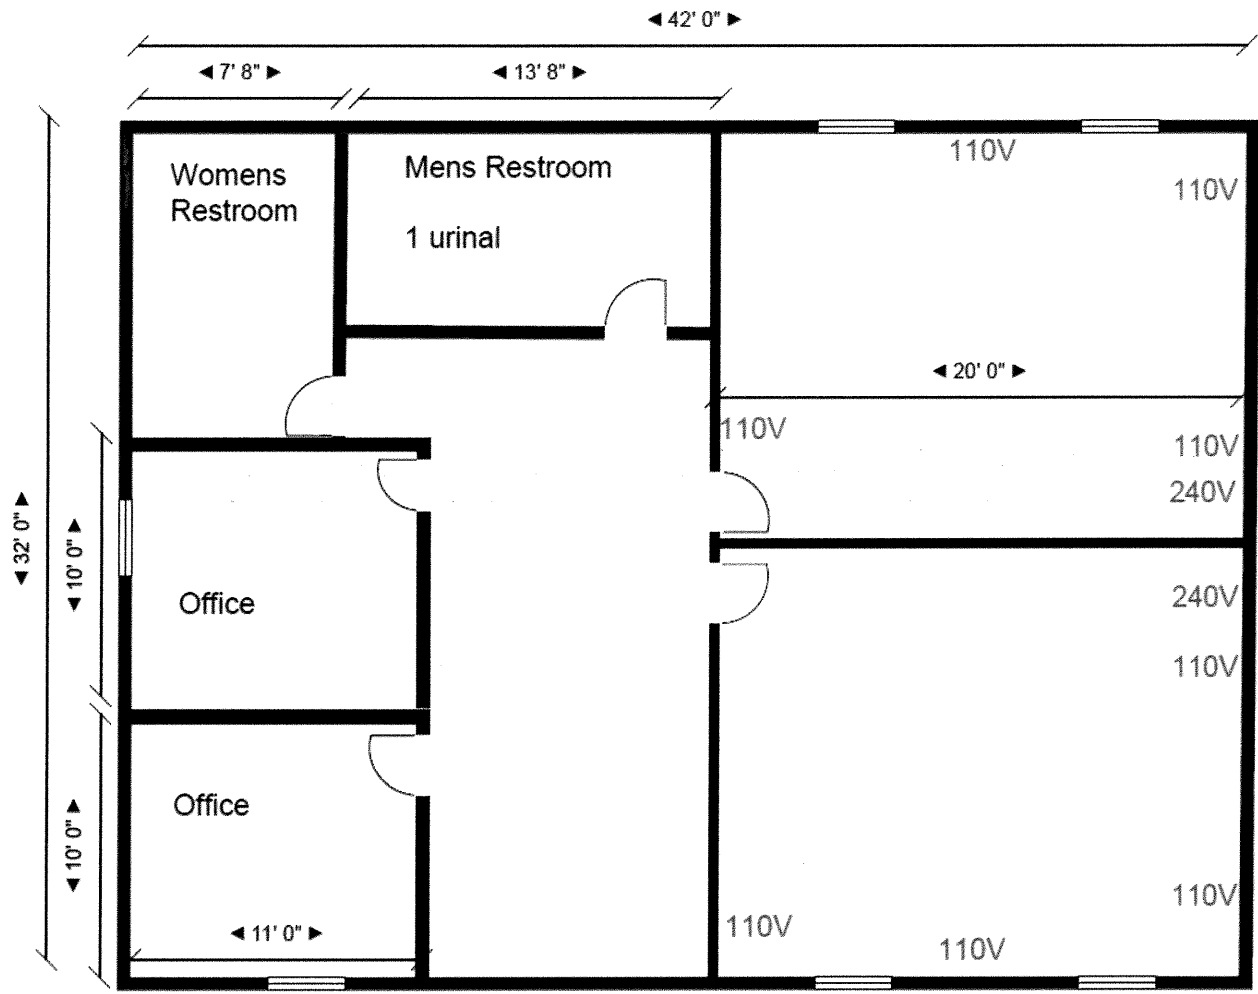 ◄ 42' 0" ►
◄ 7' 8" ►
◄ 13' 8" ►
Womens
Restroom
Mens Restroom
1 urinal
110V
110V
◄ 20' 0" ►
110V
110V
240V
◄ 32' 0" ►
◄ 10' 0" ►
Office
240V
110V
◄ 10' 0" ►
Office
◄ 11' 0" ►
110V
110V
110V